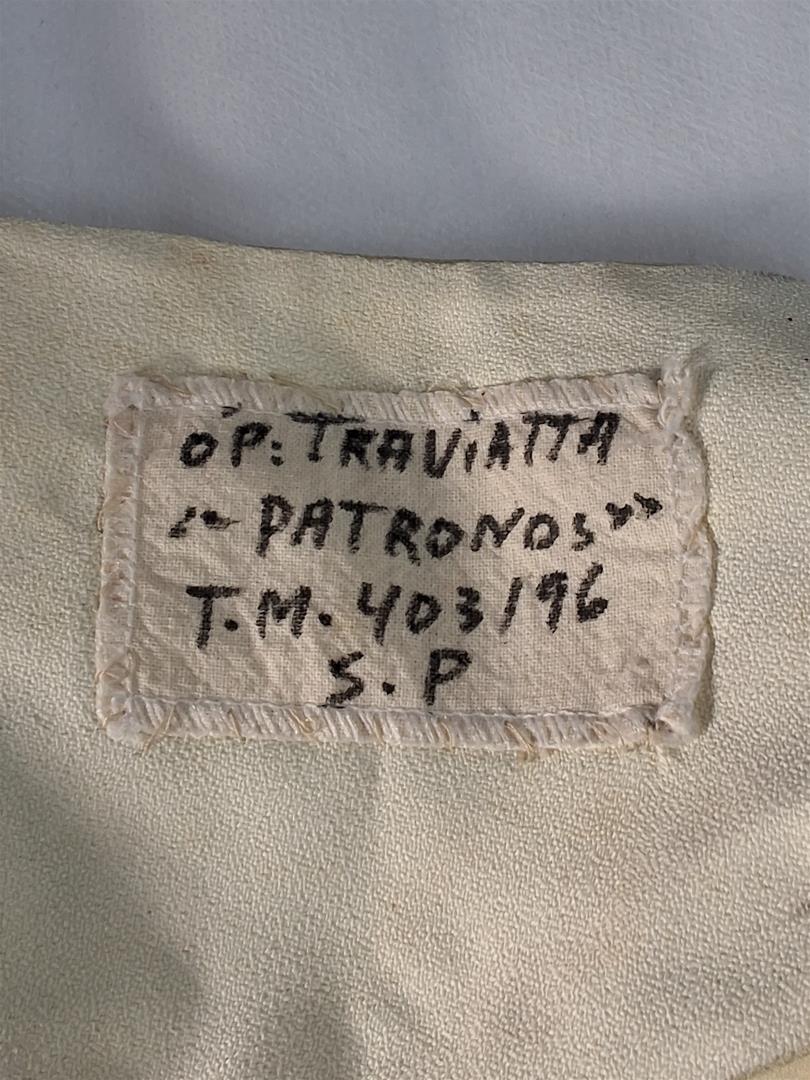 OP: TRAViATTA
"PATRONOS"
T.M. 403/96
S.P